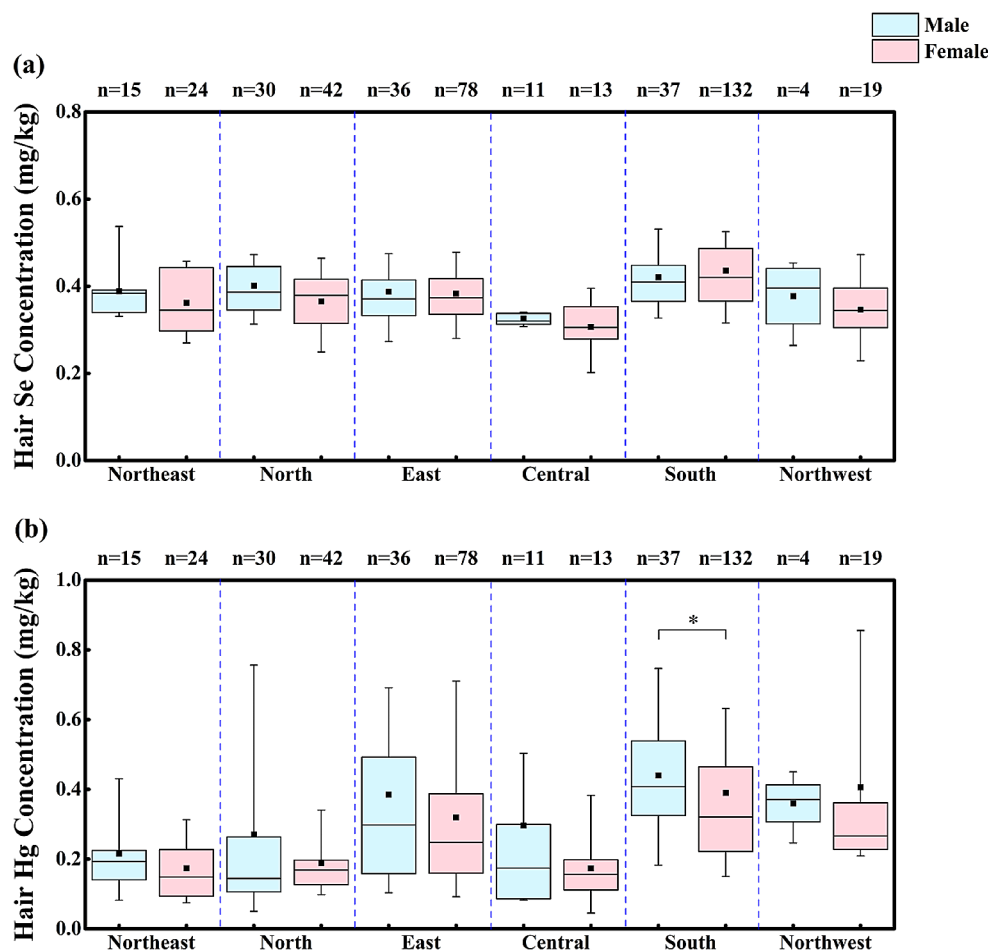 Male
Female
(a)
n=15 n=24 n=30 n=42 n=36 n=78 n=11 n=13 n=37 n=132 n=4 n=19
Hair Se Concentration (mg/kg)
0.8
0.6
0.4
0.2
0.0
Northeast North East Central South Northwest
(b)
n=15 n=24 n=30 n=42 n=36 n=78 n=11 n=13 n=37 n=132 n=4 n=19
Hair Hg Concentration (mg/kg)
1.0
0.8
0.6
0.4
0.2
0.0
*
Northeast North East Central South Northwest